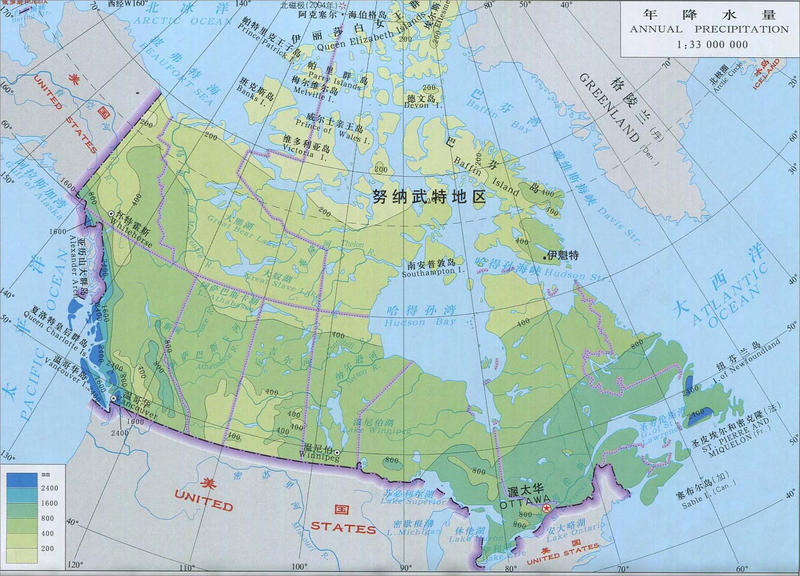 年 降 水 量
ANNUAL PRECIPITATION
1:33 000 000
西经W160°
140°
北磁极(2004年)
阿克塞尔·海伯格岛
北 冰 洋
ARCTIC OCEAN
伊丽莎白女王群岛
Queen Elizabeth Islands
帕特里克王子岛
Prince Patrick I.
帕里群岛
Parry Islands
梅尔维尔岛
Melville I.
班克斯岛
Banks I.
德文岛
Devon I.
威尔士亲王岛
Prince of Wales I.
维多利亚岛
Victoria I.
波弗特海
BEAUFORT SEA
巴芬湾
Baffin Bay
巴芬岛
Baffin Island
格陵兰(丹)
GREENLAND (Den.)
冰岛
ICELAND
北极圈
Arctic Circle
戴维斯海峡 Davis Str.
美国
UNITED STATES
努纳武特地区
怀特霍斯
Whitehorse
大熊湖
Great Bear Lake
大奴湖
Great Slave Lake
南安普敦岛
Southampton I.
伊魁特
哈得孙海峡 Hudson Str.
哈得孙湾
Hudson Bay
大 西 洋
ATLANTIC OCEAN
太 平 洋
PACIFIC OCEAN
亚历山大群岛
Alexander Arch.
夏洛特皇后群岛
Queen Charlotte Is.
温哥华岛
Vancouver I.
温哥华
Vancouver
温尼伯
Winnipeg
温尼伯湖
Lake Winnipeg
纽芬兰岛
I. of Newfoundland
圣皮埃尔和密克隆(法)
ST. PIERRE AND MIQUELON (Fr.)
塞布尔岛(加)
Sable I. (Can.)
渥太华
OTTAWA
苏必利尔湖
Lake Superior
密歇根湖
L. Michigan
休伦湖
Lake Huron
安大略湖
Lake Ontario
美 国
UNITED STATES
美国
UNITED STATES
mm
2400
1600
800
400
200
120°
110°
100°
90°
80°
70°
60°